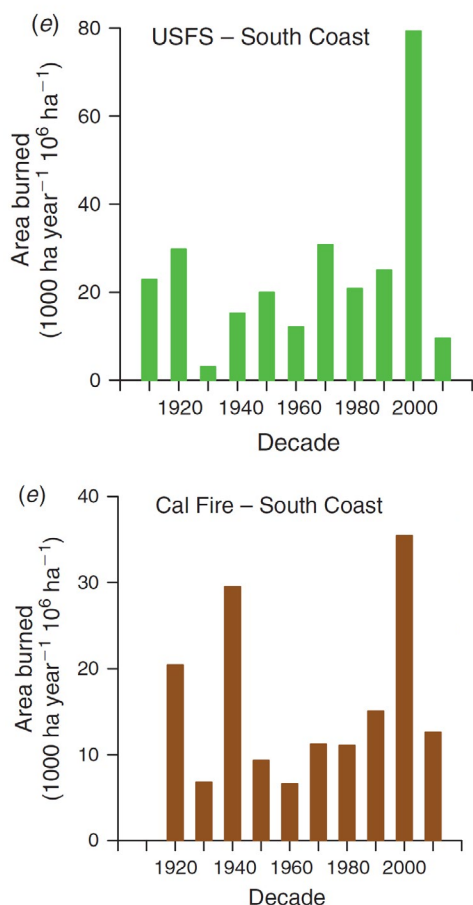 (e)
USFS – South Coast
80
60
40
20
0
Area burned
(1000 ha year⁻¹ 10⁶ ha⁻¹)
1920 1940 1960 1980 2000
Decade
(e)
Cal Fire – South Coast
40
30
20
10
0
Area burned
(1000 ha year⁻¹ 10⁶ ha⁻¹)
1920 1940 1960 1980 2000
Decade